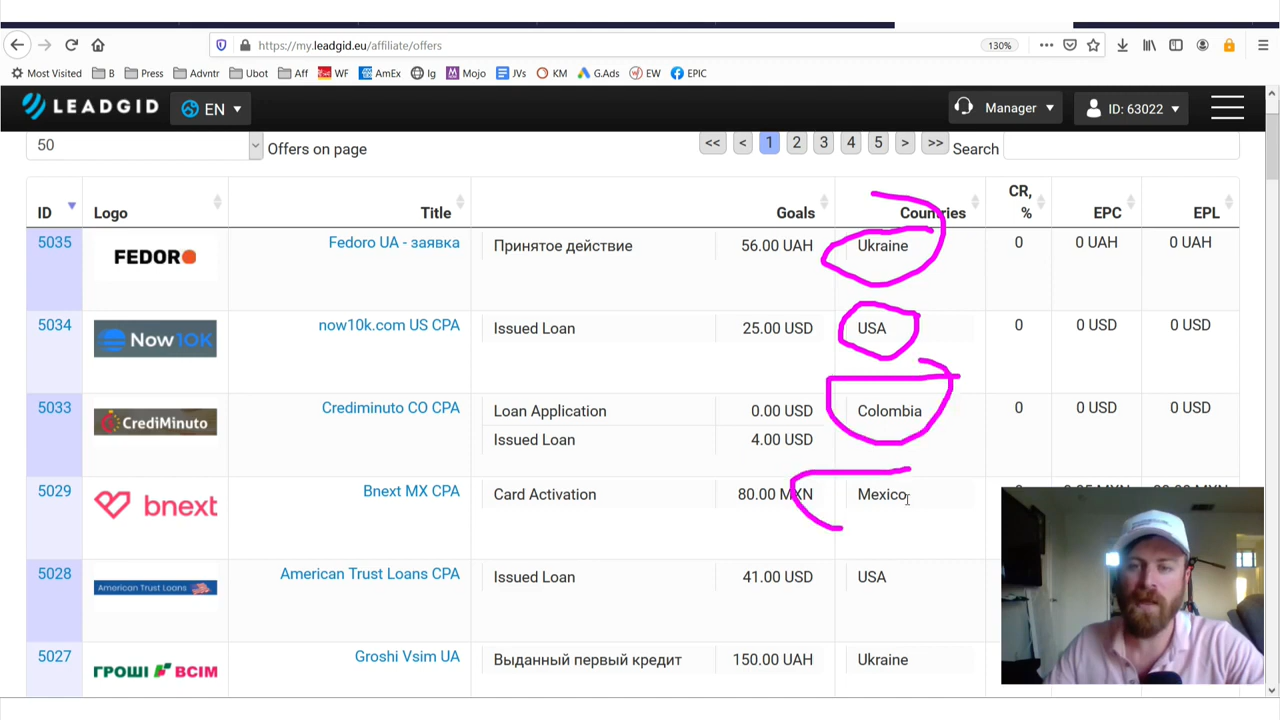 https://my.leadgid.eu/affiliate/offers
130%
Most Visited B Press Advntr Ubot Aff WF AmEx Ig Mojo JVs KM G.Ads EW EPIC
LEADGID EN Manager ID: 63022
50 Offers on page << < 1 2 3 4 5 > >> Search
ID Logo Title Goals Countries CR, % EPC EPL
5035 FEDORO Fedoro UA - заявка Принятое действие 56.00 UAH Ukraine 0 0 UAH 0 UAH
5034 Now10K now10k.com US CPA Issued Loan 25.00 USD USA 0 0 USD 0 USD
5033 CrediMinuto Crediminuto CO CPA Loan Application 0.00 USD Colombia 0 0 USD 0 USD
Issued Loan 4.00 USD
5029 bnext Bnext MX CPA Card Activation 80.00 MXN Mexico
5028 American Trust Loans American Trust Loans CPA Issued Loan 41.00 USD USA
5027 ГРОШІ ВСІМ Groshi Vsim UA Выданный первый кредит 150.00 UAH Ukraine